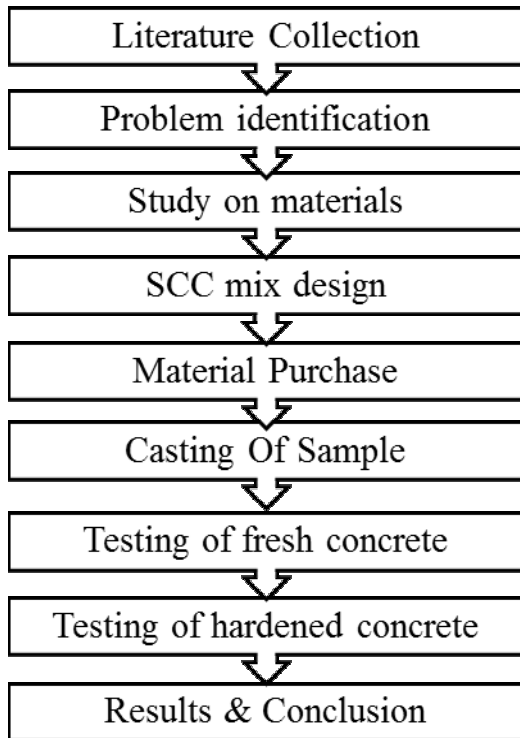 Literature Collection
Problem identification
Study on materials
SCC mix design
Material Purchase
Casting Of Sample
Testing of fresh concrete
Testing of hardened concrete
Results & Conclusion